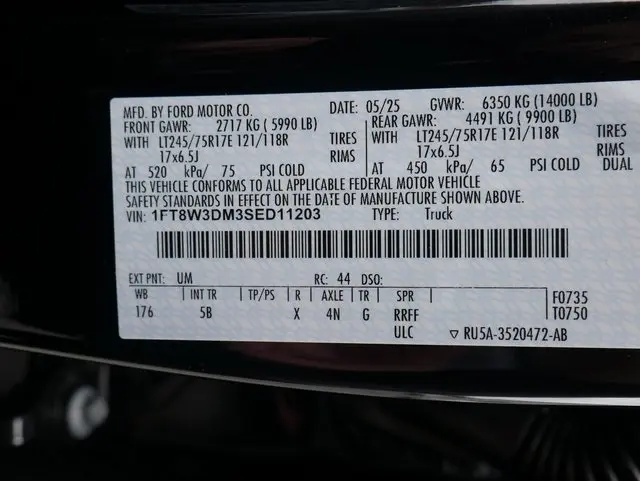 MFD. BY FORD MOTOR CO. DATE: 05/25 GVWR: 6350 KG (14000 LB)
FRONT GAWR: 2717 KG ( 5990 LB) REAR GAWR: 4491 KG ( 9900 LB)
WITH LT245/75R17E 121/118R TIRES WITH LT245/75R17E 121/118R TIRES
17x6.5J RIMS 17x6.5J RIMS
AT 520 kPa/ 75 PSI COLD AT 450 kPa/ 65 PSI COLD DUAL
THIS VEHICLE CONFORMS TO ALL APPLICABLE FEDERAL MOTOR VEHICLE
SAFETY STANDARDS IN EFFECT ON THE DATE OF MANUFACTURE SHOWN ABOVE.
VIN: 1FT8W3DM3SED11203 TYPE: Truck
EXT PNT: UM RC: 44 DSO:
WB INT TR TP/PS R AXLE TR SPR F0735
176 5B X 4N G RRFF T0750
ULC ▽ RU5A-3520472-AB